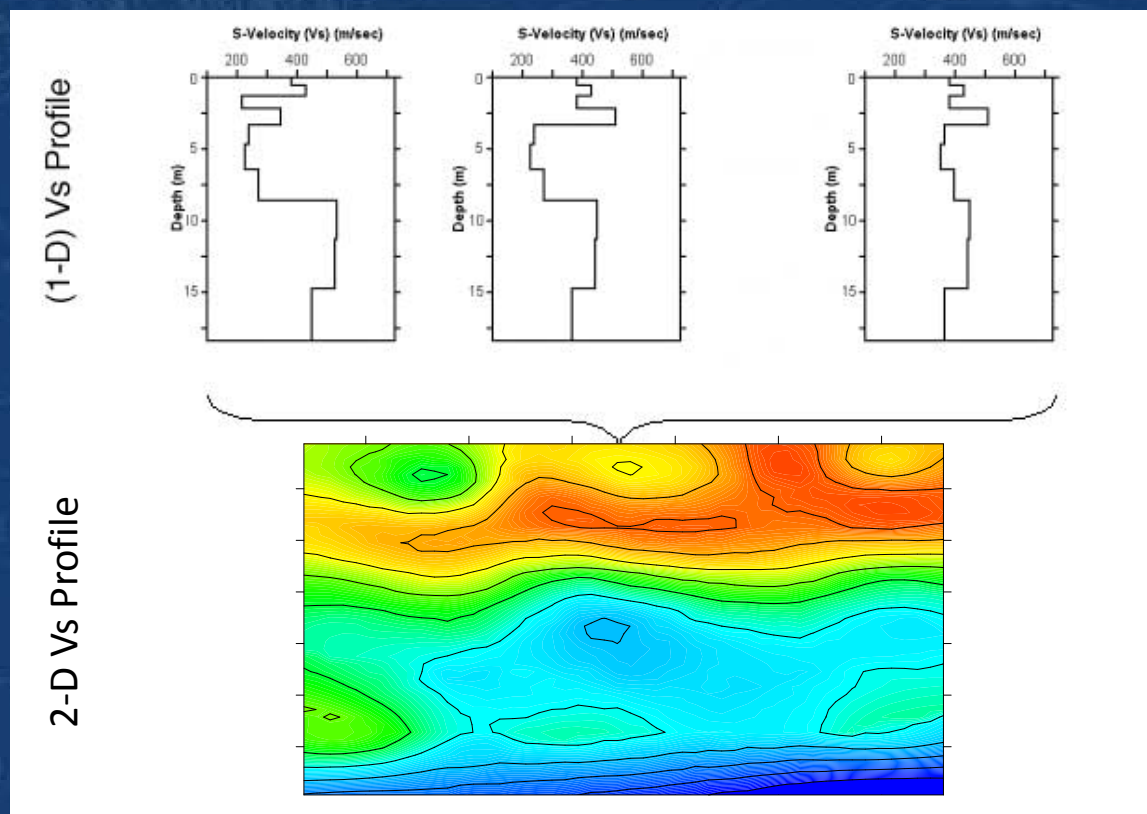 (1-D) Vs Profile
S-Velocity (Vs) (m/sec)
200 400 600
0
5
10
15
Depth (m)
S-Velocity (Vs) (m/sec)
200 400 600
0
5
10
15
Depth (m)
S-Velocity (Vs) (m/sec)
200 400 600
0
5
10
15
Depth (m)
2-D Vs Profile